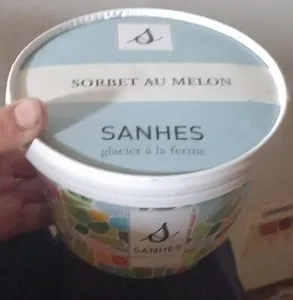 S
SORBET AU MELON
SANHES
glacier à la ferme
S
SANHES